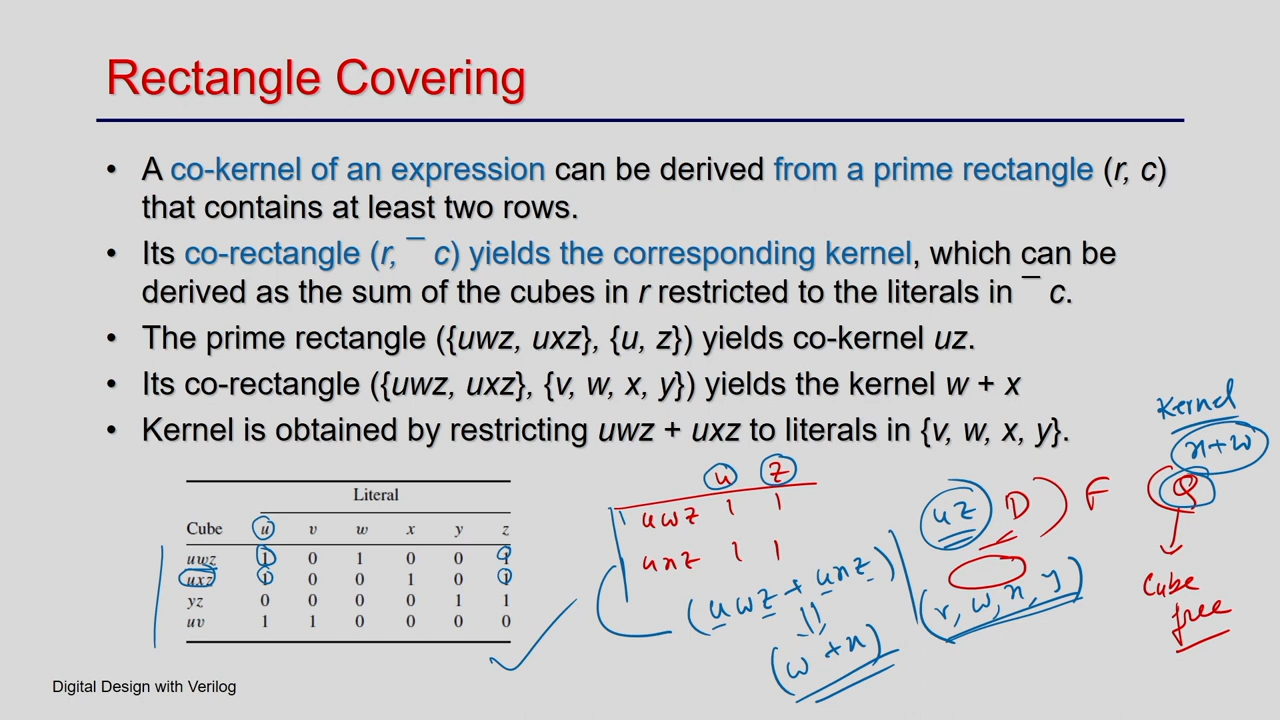 Rectangle Covering
• A co-kernel of an expression can be derived from a prime rectangle (r, c)
that contains at least two rows.
• Its co-rectangle (r, ¯ c) yields the corresponding kernel, which can be
derived as the sum of the cubes in r restricted to the literals in ¯ c.
• The prime rectangle ({uwz, uxz}, {u, z}) yields co-kernel uz.
• Its co-rectangle ({uwz, uxz}, {v, w, x, y}) yields the kernel w + x
• Kernel is obtained by restricting uwz + uxz to literals in {v, w, x, y}.
Kernel
x+w
Literal
Cube u v w x y z
uwz 1 0 1 0 0 1
uxz 1 0 0 1 0 1
yz 0 0 0 0 1 1
uv 1 1 0 0 0 0
u z
uwz 1 1
uxz 1 1
(uwz + uxz)
(w + x)
uz D ) F ( Q
(v, w, x, y)
Cube
free
Digital Design with Verilog